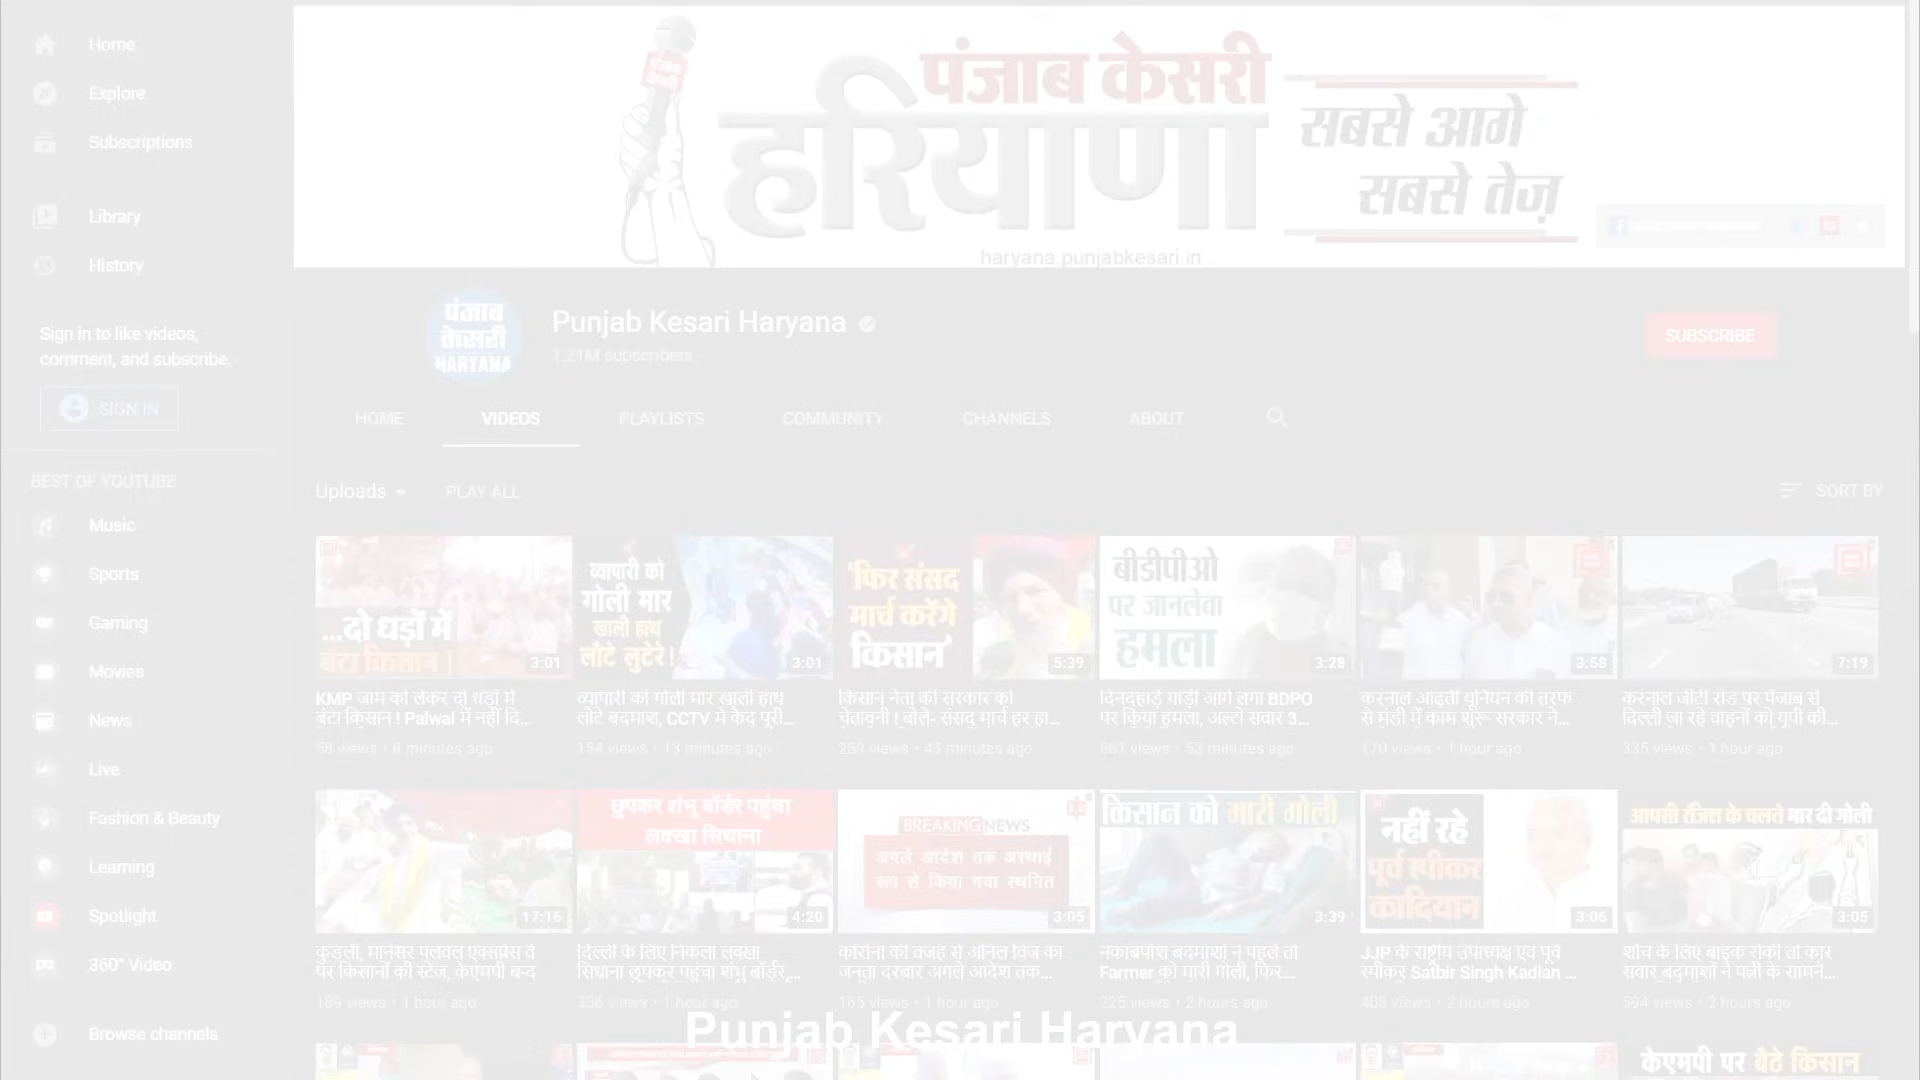 Home
Explore
Subscriptions
Library
History
Sign in to like videos,
comment, and subscribe.
SIGN IN
BEST OF YOUTUBE
Music
Sports
Gaming
Movies
News
Live
Fashion & Beauty
Learning
Spotlight
360° Video
Browse channels
पंजाब केसरी
हरियाणा
सबसे आगे
सबसे तेज़
haryana.punjabkesari.in
पंजाब
केसरी
HARYANA
Punjab Kesari Haryana
1.21M subscribers
SUBSCRIBE
HOME VIDEOS PLAYLISTS COMMUNITY CHANNELS ABOUT
Uploads PLAY ALL SORT BY
...दो धड़ों में
बंटा किसान !
3:01
व्यापारी को
गोली मार
खाली हाथ
लौटे लुटेरे!
3:01
'फिर संसद
मार्च करेंगे
किसान'
5:39
बीडीपीओ
पर जानलेवा
हमला
3:28
3:58
7:19
KMP जाम को लेकर दो धड़ों में
बंटा किसान ! Palwal में नहीं दि...
58 views • 8 minutes ago
व्यापारी को गोली मार खाली हाथ
लौटे बदमाश, CCTV में कैद पूरी...
154 views • 13 minutes ago
किसान नेता की सरकार को
चेतावनी ! बोले- संसद मार्च हर हा...
259 views • 43 minutes ago
दिनदहाड़े गाड़ी आगे लगा BDPO
पर किया हमला, अल्टो सवार 3...
567 views • 52 minutes ago
करनाल आढ़ती यूनियन की तरफ
से मंडी में काम शुरू सरकार ने...
170 views • 1 hour ago
करनाल जीटी रोड पर पंजाब से
दिल्ली जा रहे वाहनों को यूपी की...
335 views • 1 hour ago
17:16
छुपकर शंभू बॉर्डर पहुंचा
लक्खा सिधाना
4:20
BREAKING NEWS
अगले आदेश तक अस्थाई
रूप से किया गया स्थगित
3:05
किसान को मारी गोली
3:39
नहीं रहे
पूर्व स्पीकर
कादियान
3:06
आपसी रंजिश के चलते मार दी गोली
3:05
कुंडली, मानेसर पलवल एक्सप्रेस वे
पर किसानों की स्टेज, केएमपी बन्द
189 views • 1 hour ago
दिल्ली के लिए निकला लक्खा
सिधाना छुपकर पहुंचा शंभू बॉर्डर,...
336 views • 1 hour ago
कोरोना की वजह से अनिल विज का
जनता दरबार अगले आदेश तक...
165 views • 1 hour ago
नकाबपोश बदमाशों ने पहले तो
Farmer को मारी गोली, फिर...
225 views • 2 hours ago
JJP के राष्ट्रीय उपाध्यक्ष एवं पूर्व
स्पीकर Satbir Singh Kadian ...
408 views • 2 hours ago
शौच के लिए बाइक रोकी तो कार
सवार बदमाशों ने पत्नी के सामने...
594 views • 2 hours ago
Punjab Kesari Haryana
केएमपी पर बैठे किसान